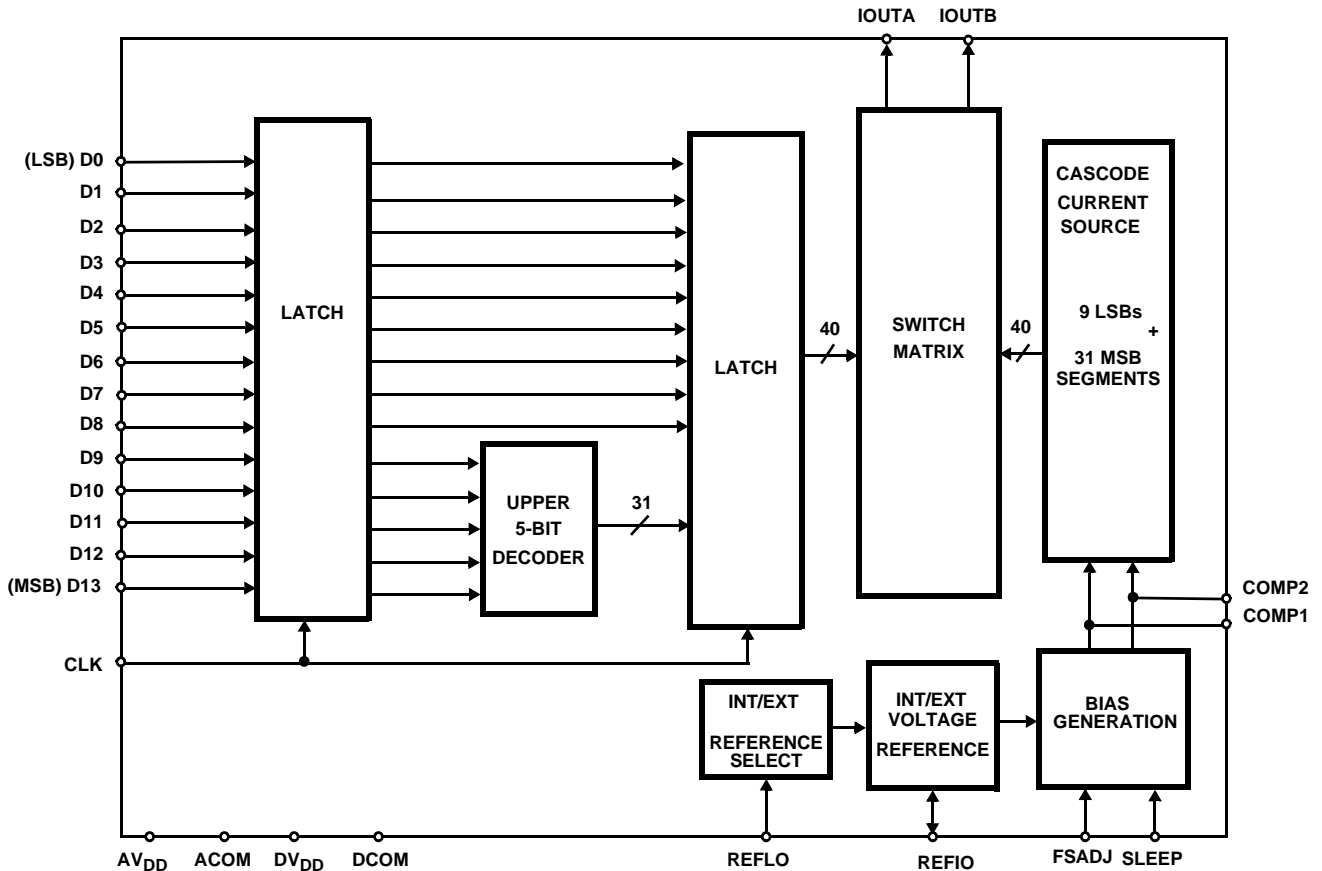 IOUTA IOUTB
(LSB) D0
D1
D2
D3
D4
D5
D6
D7
D8
D9
D10
D11
D12
(MSB) D13
CLK
LATCH
UPPER
5-BIT
DECODER
31
LATCH
40
SWITCH
MATRIX
40
CASCODE
CURRENT
SOURCE
9 LSBs
+
31 MSB
SEGMENTS
COMP2
COMP1
INT/EXT
REFERENCE
SELECT
INT/EXT
VOLTAGE
REFERENCE
BIAS
GENERATION
AVDD ACOM DVDD DCOM REFLO REFIO FSADJ SLEEP